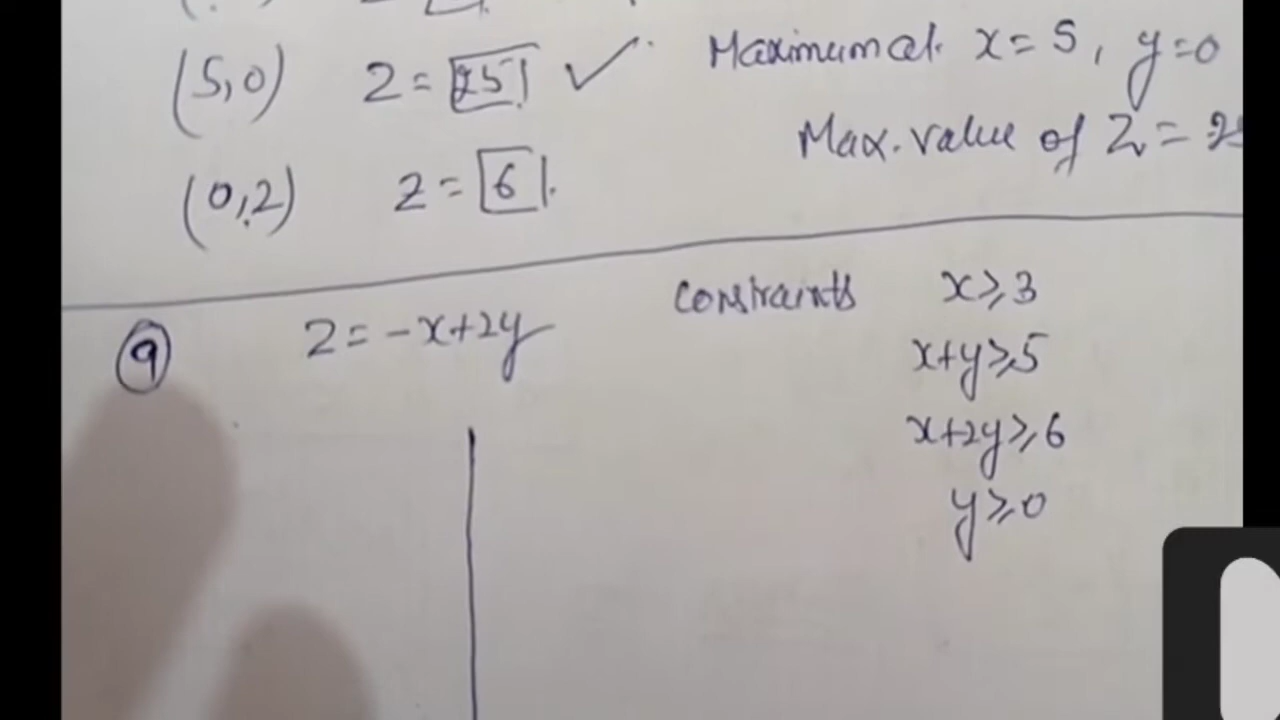 (5,0) Z = 25 ✓ Maximum at x = 5, y = 0
Max. value of Z = 2
(0,2) Z = 6
9 Z = -x+2y Constraints x ⩾ 3
x+y ⩾ 5
x+2y ⩾ 6
y ⩾ 0